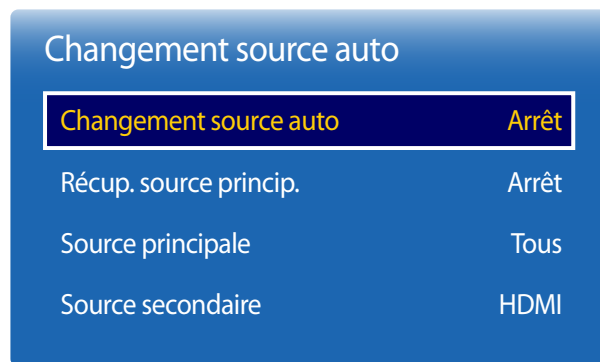 Changement source auto
Changement source auto Arrêt
Récup. source princip. Arrêt
Source principale Tous
Source secondaire HDMI